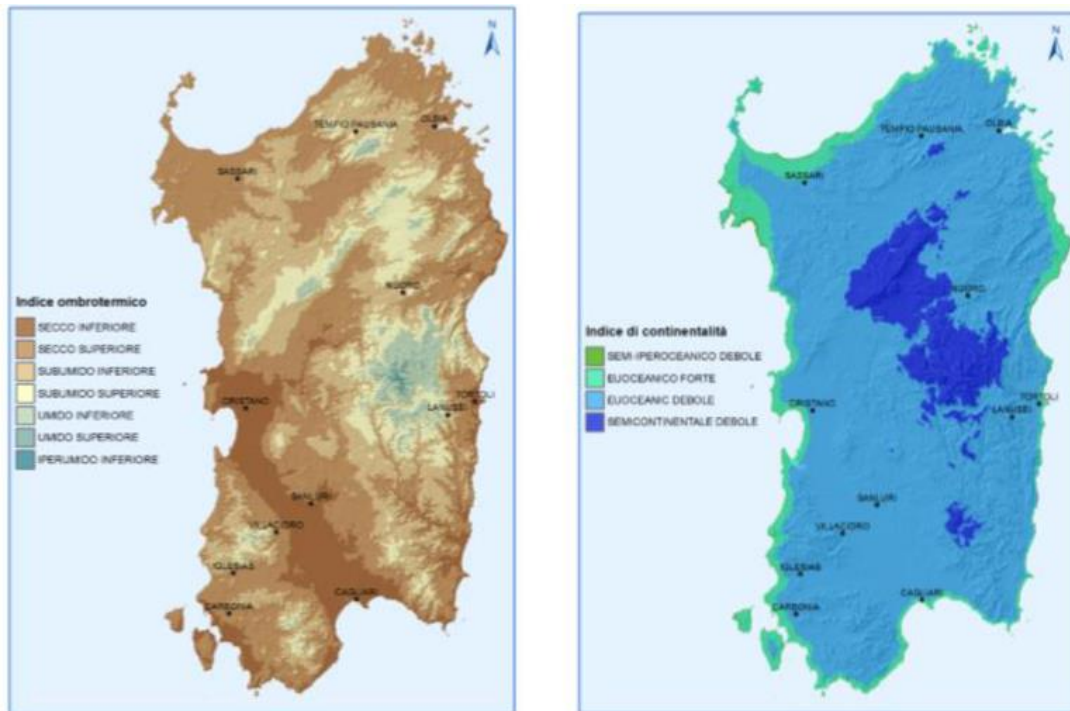 N
TEMPIO PAUSANIA
OLBIA
SASSARI
NUORO
Indice ombrotermico
SECCO INFERIORE
SECCO SUPERIORE
SUBUMIDO INFERIORE
SUBUMIDO SUPERIORE
UMIDO INFERIORE
UMIDO SUPERIORE
IPERUMIDO INFERIORE
ORISTANO
TORTOLI
LANUSEI
SANLURI
VILLACIDRO
IGLESIAS
CARBONIA
CAGLIARI
N
TEMPIO PAUSANIA
OLBIA
SASSARI
NUORO
Indice di continentalità
SEMI-IPEROCEANICO DEBOLE
EUOCEANICO FORTE
EUOCEANIC DEBOLE
SEMICONTINENTALE DEBOLE
ORISTANO
TORTOLI
LANUSEI
SANLURI
VILLACIDRO
IGLESIAS
CARBONIA
CAGLIARI